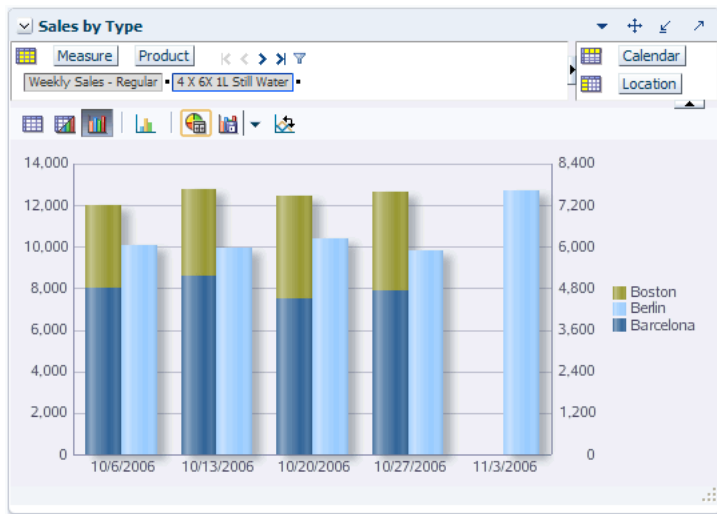 Sales by Type
Measure Product
Weekly Sales - Regular 4 X 6X 1L Still Water
Calendar
Location
14,000 8,400
12,000 7,200
10,000 6,000
8,000 4,800
6,000 3,600
4,000 2,400
2,000 1,200
0 0
Boston
Berlin
Barcelona
10/6/2006 10/13/2006 10/20/2006 10/27/2006 11/3/2006